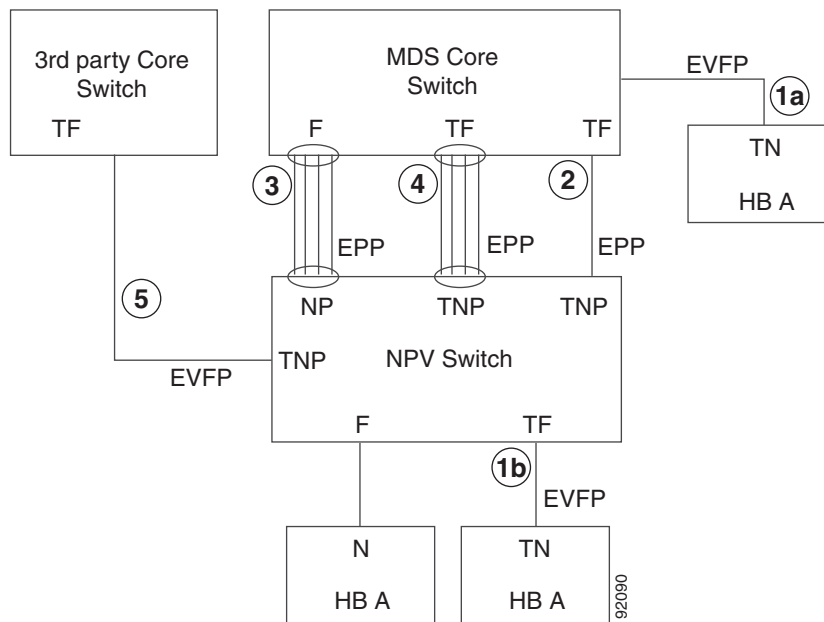 3rd party Core
Switch
TF
MDS Core
Switch
F
TF
TF
EVFP
1a
TN
HB A
3
4
2
EPP
EPP
EPP
5
NP
TNP
TNP
EVFP
TNP
NPV Switch
F
TF
1b
EVFP
N
TN
HB A
HB A
92090